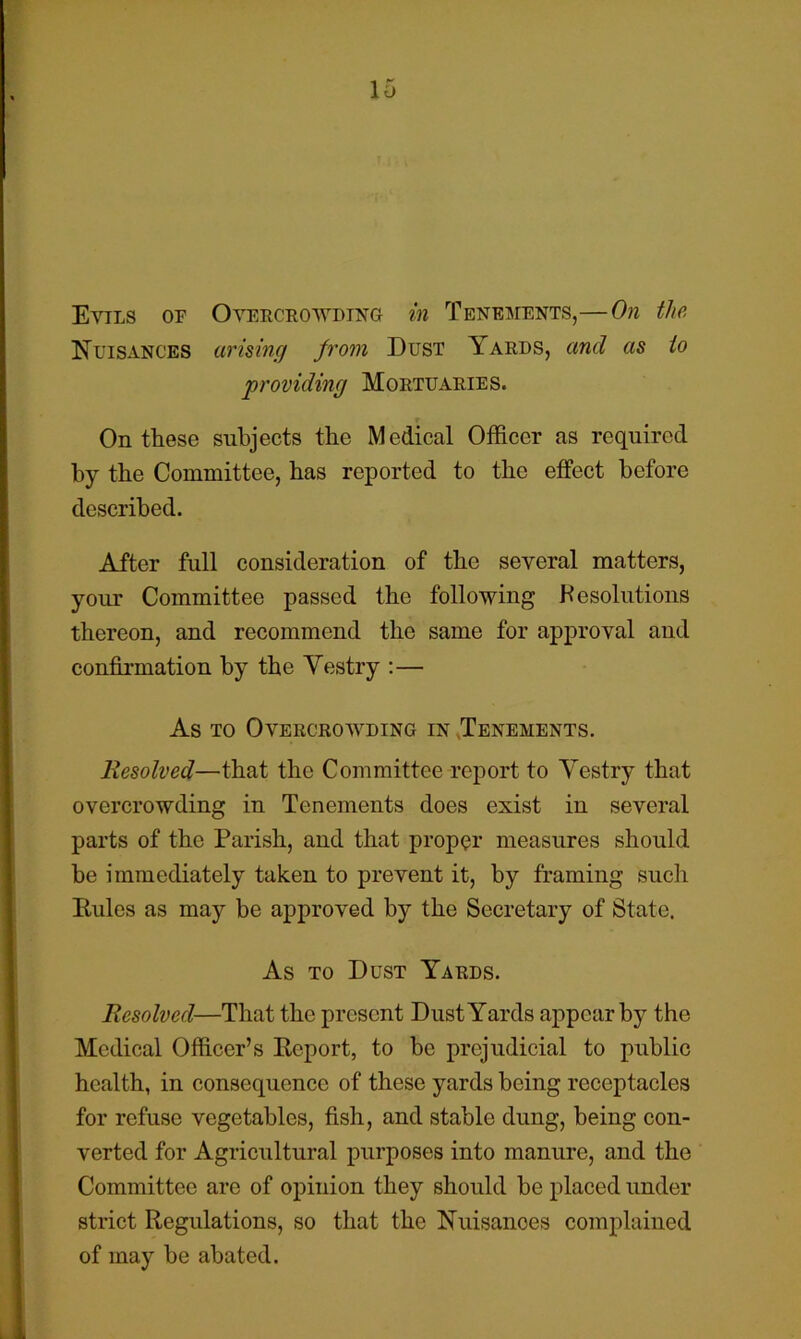 15
Evils of Overcrowding in Tenements,—On the
Nuisances arising from Dust Yards, and as to
providing Mortuaries.
On these subjects the Medical Officer as required
by the Committee, has reported to the effect before
described.
After full consideration of the several matters,
your Committee passed the following Resolutions
thereon, and recommend the same for approval and
confirmation by the Vestry :—
As to Overcrowding in Tenements.
Resolved—that the Committee report to Vestry that
overcrowding in Tenements does exist in several
parts of the Parish, and that proper measures should
be immediately taken to prevent it, by framing such
Rules as may be approved by the Secretary of State.
As to Dust Yards.
Resolved—That the present Dust Yards appear by the
Medical Officer's Report, to be prejudicial to public
health, in consequence of these yards being receptacles
for refuse vegetables, fish, and stable dung, being con-
verted for Agricultural purposes into manure, and the
Committee are of opinion they should be placed under
strict Regulations, so that the Nuisances complained
of may be abated.